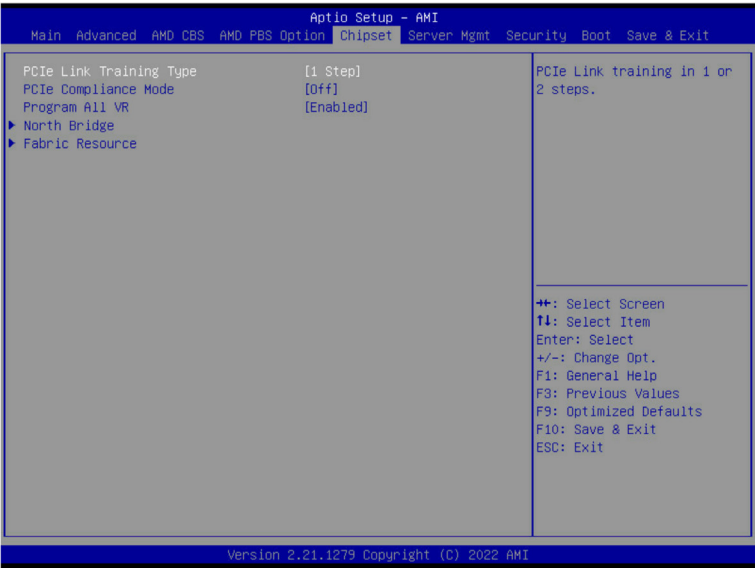 Aptio Setup – AMI
Main Advanced AMD CBS AMD PBS Option Chipset Server Mgmt Security Boot Save & Exit
PCIe Link Training Type [1 Step]
PCIe Compliance Mode [Off]
Program All VR [Enabled]
North Bridge
Fabric Resource
PCIe Link training in 1 or
2 steps.
→←: Select Screen
↑↓: Select Item
Enter: Select
+/-: Change Opt.
F1: General Help
F3: Previous Values
F9: Optimized Defaults
F10: Save & Exit
ESC: Exit
Version 2.21.1279 Copyright (C) 2022 AMI